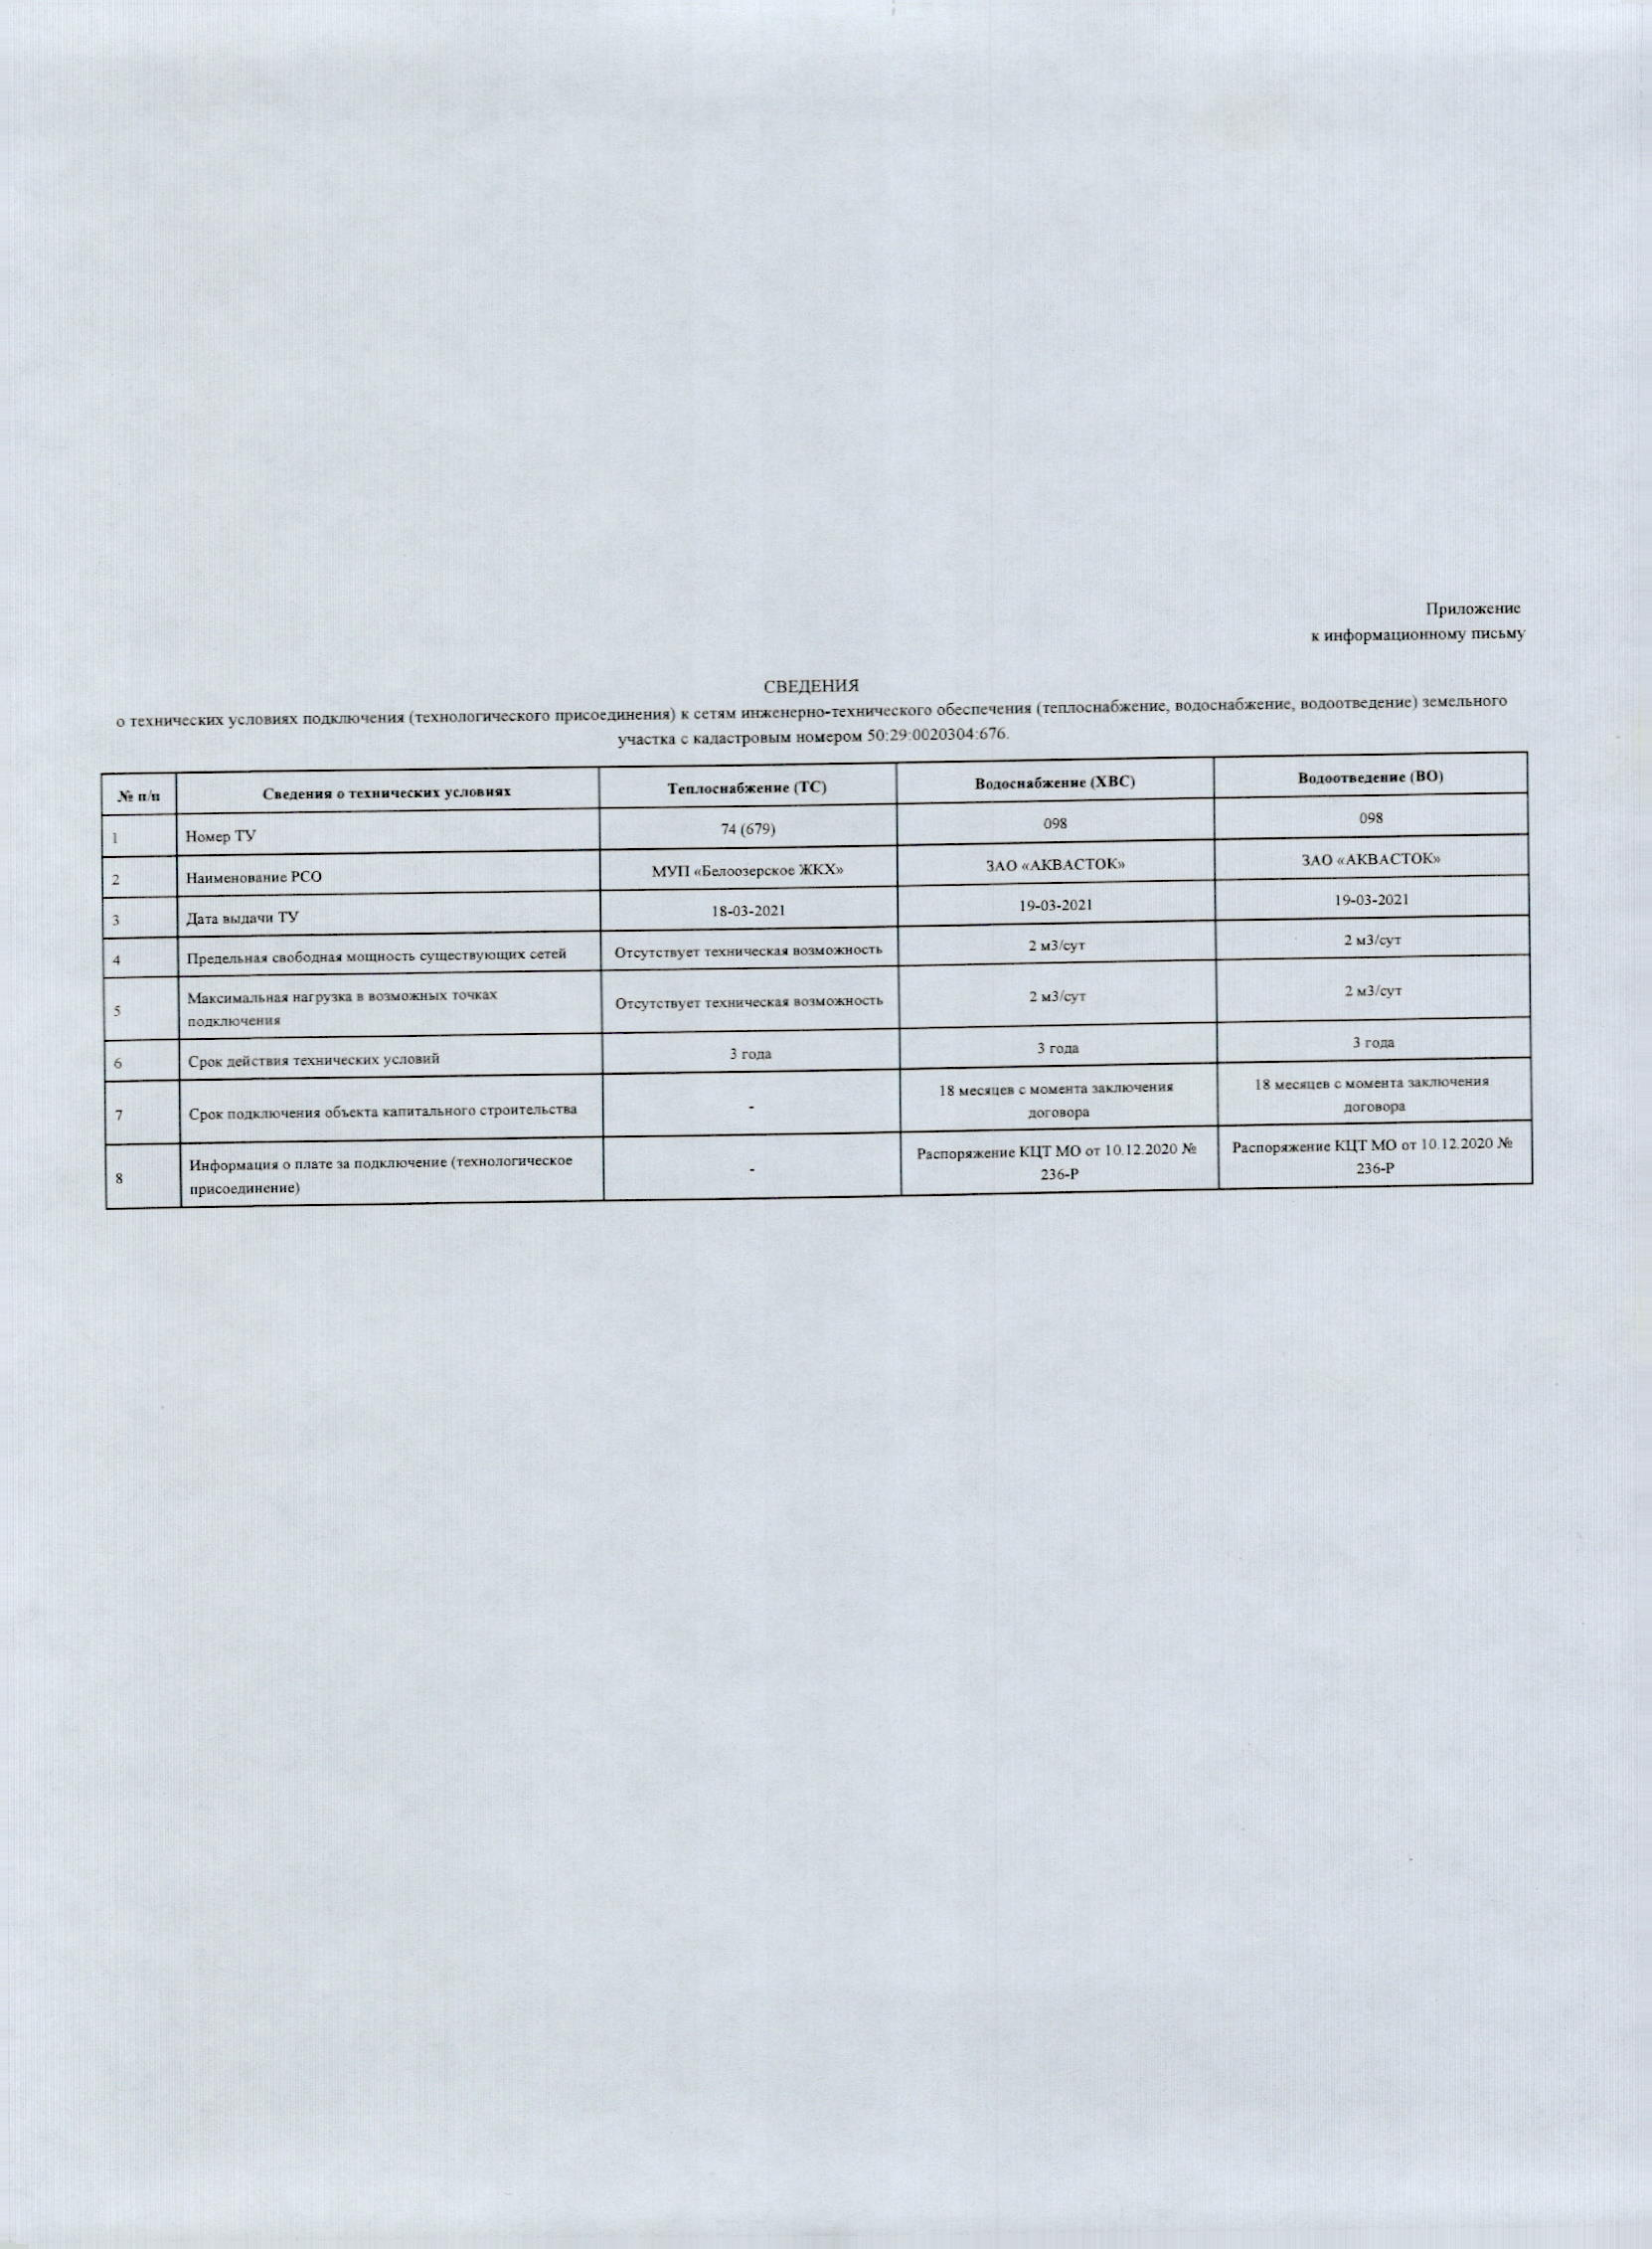 Приложение
к информационному письму
СВЕДЕНИЯ
о технических условиях подключения (технологического присоединения) к сетям инженерно-технического обеспечения (теплоснабжение, водоснабжение, водоотведение) земельного
участка с кадастровым номером 50:29:0020304:676.
№ п/п Сведения о технических условиях Теплоснабжение (ТС) Водоснабжение (ХВС) Водоотведение (ВО)
1 Номер ТУ 74 (679) 098 098
2 Наименование РСО МУП «Белоозерское ЖКХ» ЗАО «АКВАСТОК» ЗАО «АКВАСТОК»
3 Дата выдачи ТУ 18-03-2021 19-03-2021 19-03-2021
4 Предельная свободная мощность существующих сетей Отсутствует техническая возможность 2 м3/сут 2 м3/сут
5 Максимальная нагрузка в возможных точках
подключения Отсутствует техническая возможность 2 м3/сут 2 м3/сут
6 Срок действия технических условий 3 года 3 года 3 года
7 Срок подключения объекта капитального строительства - 18 месяцев с момента заключения
договора 18 месяцев с момента заключения
договора
8 Информация о плате за подключение (технологическое
присоединение) - Распоряжение КЦТ МО от 10.12.2020 №
236-Р Распоряжение КЦТ МО от 10.12.2020 №
236-Р